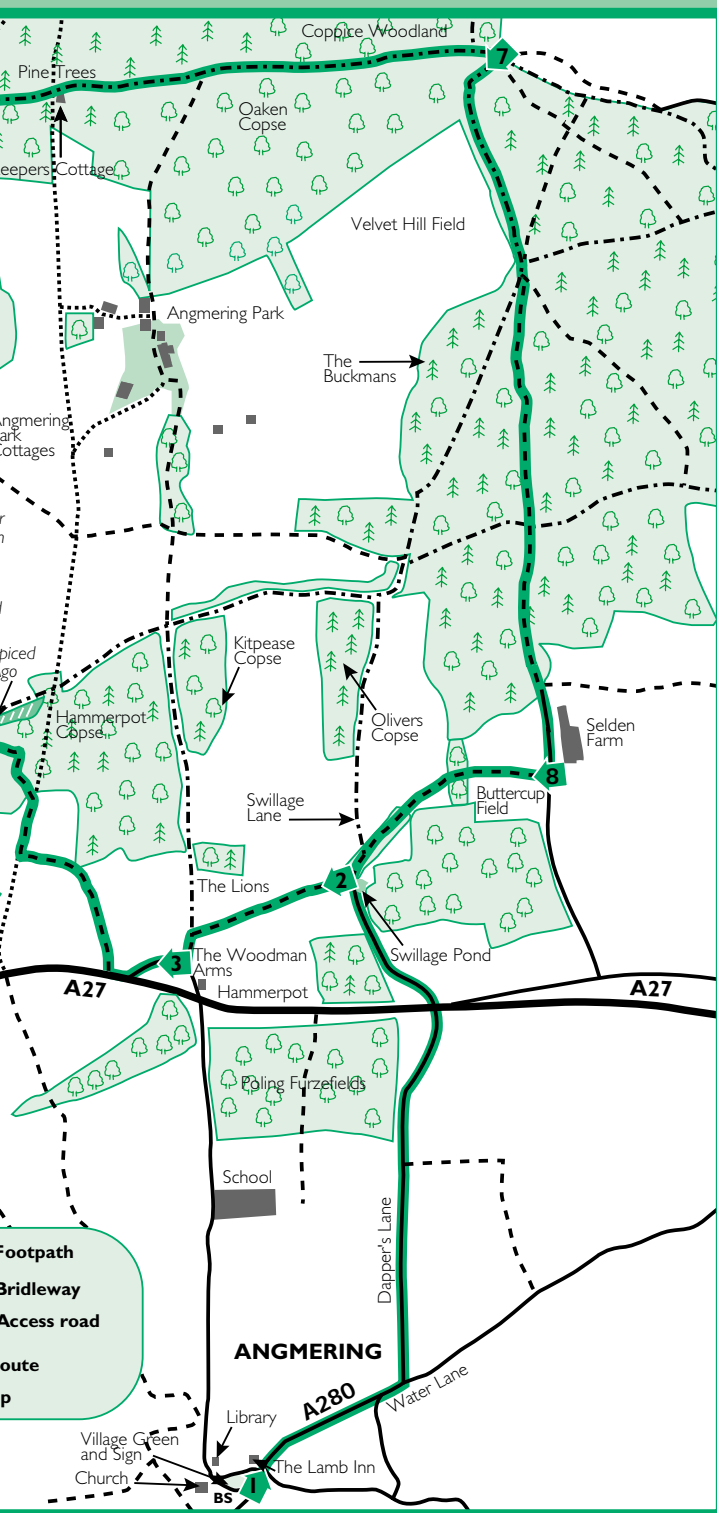 Coppice Woodland
7
Pine Trees
Oaken
Copse
eepers Cottage
Velvet Hill Field
Angmering Park
The
Buckmans
Angmering
ark
Cottages
r
n
piced
go
Kitpease
Copse
Olivers
Copse
Hammerpot
Copse
Selden
Farm
8
Buttercup
Field
Swillage
Lane
2
The Lions
Swillage Pond
3
The Woodman
Arms
A27
Hammerpot
A27
Poling Furzefields
School
Dapper's Lane
Footpath
Bridleway
Access road
oute
p
ANGMERING
A280
Water Lane
Library
Village Green
and Sign
The Lamb Inn
Church
BS
1